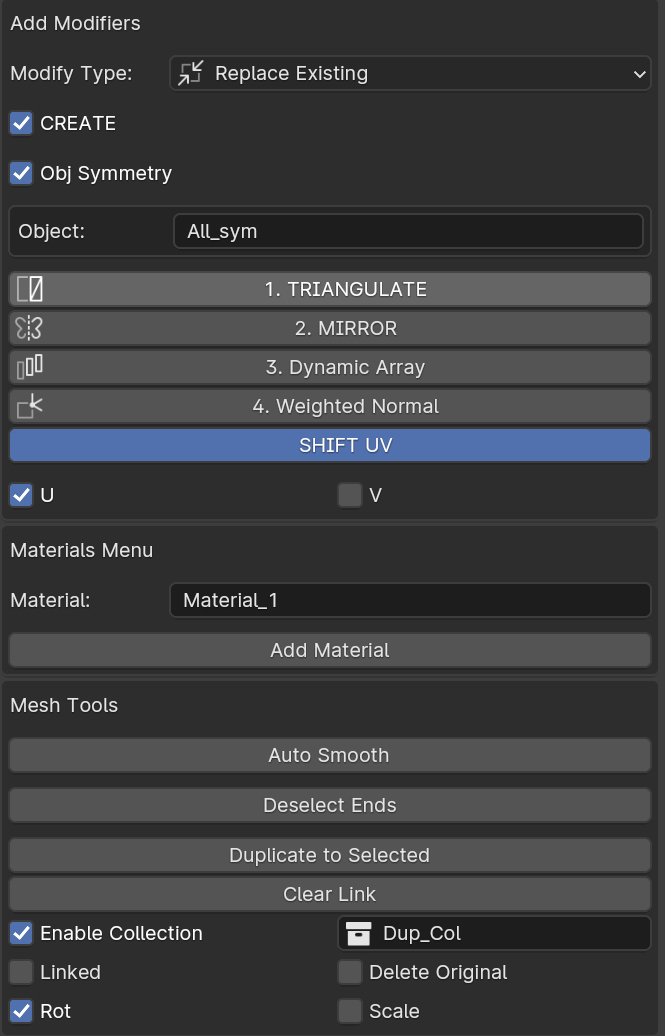 Add Modifiers
Modify Type: Replace Existing
CREATE
Obj Symmetry
Object: All_sym
1. TRIANGULATE
2. MIRROR
3. Dynamic Array
4. Weighted Normal
SHIFT UV
U V
Materials Menu
Material: Material_1
Add Material
Mesh Tools
Auto Smooth
Deselect Ends
Duplicate to Selected
Clear Link
Enable Collection Dup_Col
Linked Delete Original
Rot Scale